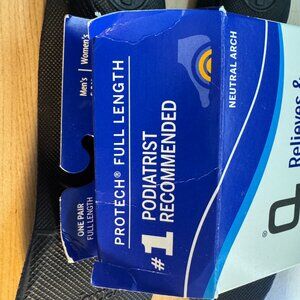 Men's | Women's
ONE PAIR
FULL LENGTH
PROTECH® FULL LENGTH
#1 PODIATRIST
RECOMMENDED
NEUTRAL ARCH
Relieves &